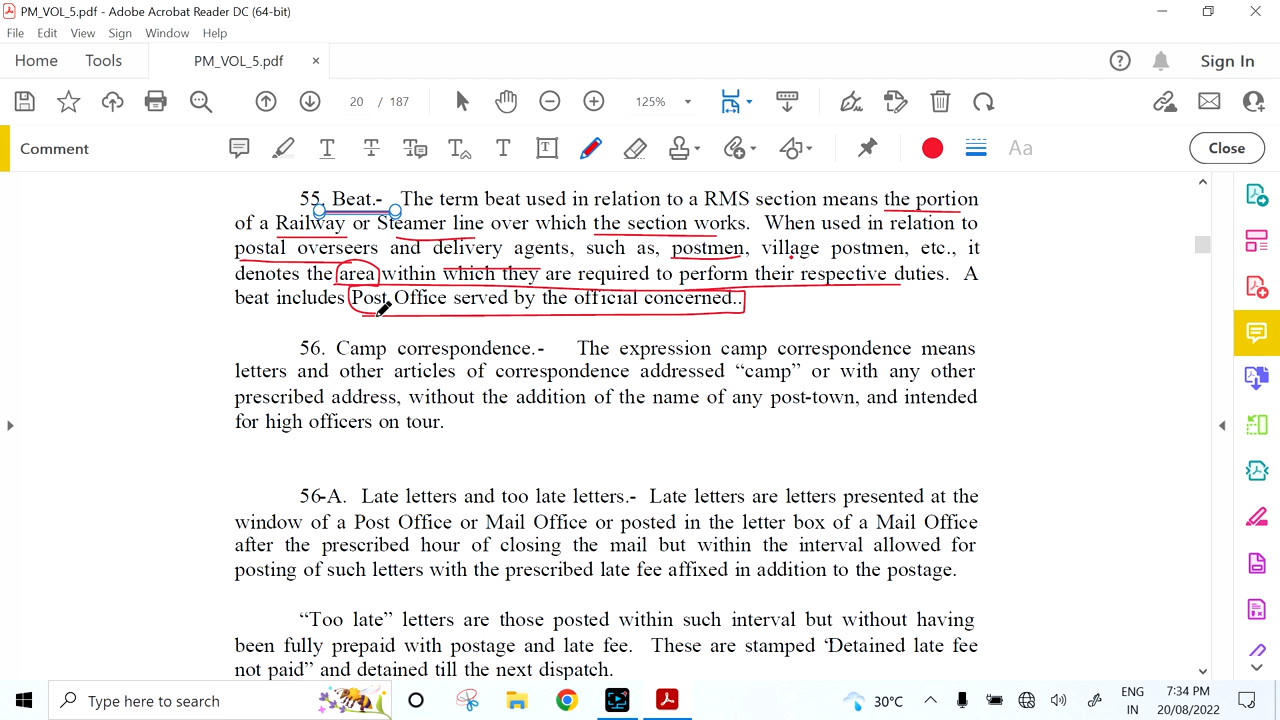 PM_VOL_5.pdf - Adobe Acrobat Reader DC (64-bit)
File Edit View Sign Window Help
Home Tools PM_VOL_5.pdf × Sign In
20 / 187 125%
Comment Aa Close
55. Beat.- The term beat used in relation to a RMS section means the portion
of a Railway or Steamer line over which the section works. When used in relation to
postal overseers and delivery agents, such as, postmen, village postmen, etc., it
denotes the area within which they are required to perform their respective duties. A
beat includes Post Office served by the official concerned..
56. Camp correspondence.- The expression camp correspondence means
letters and other articles of correspondence addressed “camp” or with any other
prescribed address, without the addition of the name of any post-town, and intended
for high officers on tour.
56-A. Late letters and too late letters.- Late letters are letters presented at the
window of a Post Office or Mail Office or posted in the letter box of a Mail Office
after the prescribed hour of closing the mail but within the interval allowed for
posting of such letters with the prescribed late fee affixed in addition to the postage.
“Too late” letters are those posted within such interval but without having
been fully prepaid with postage and late fee. These are stamped ‘Detained late fee
not paid” and detained till the next dispatch.
Type here to search 30°C ENG 7:34 PM
IN 20/08/2022